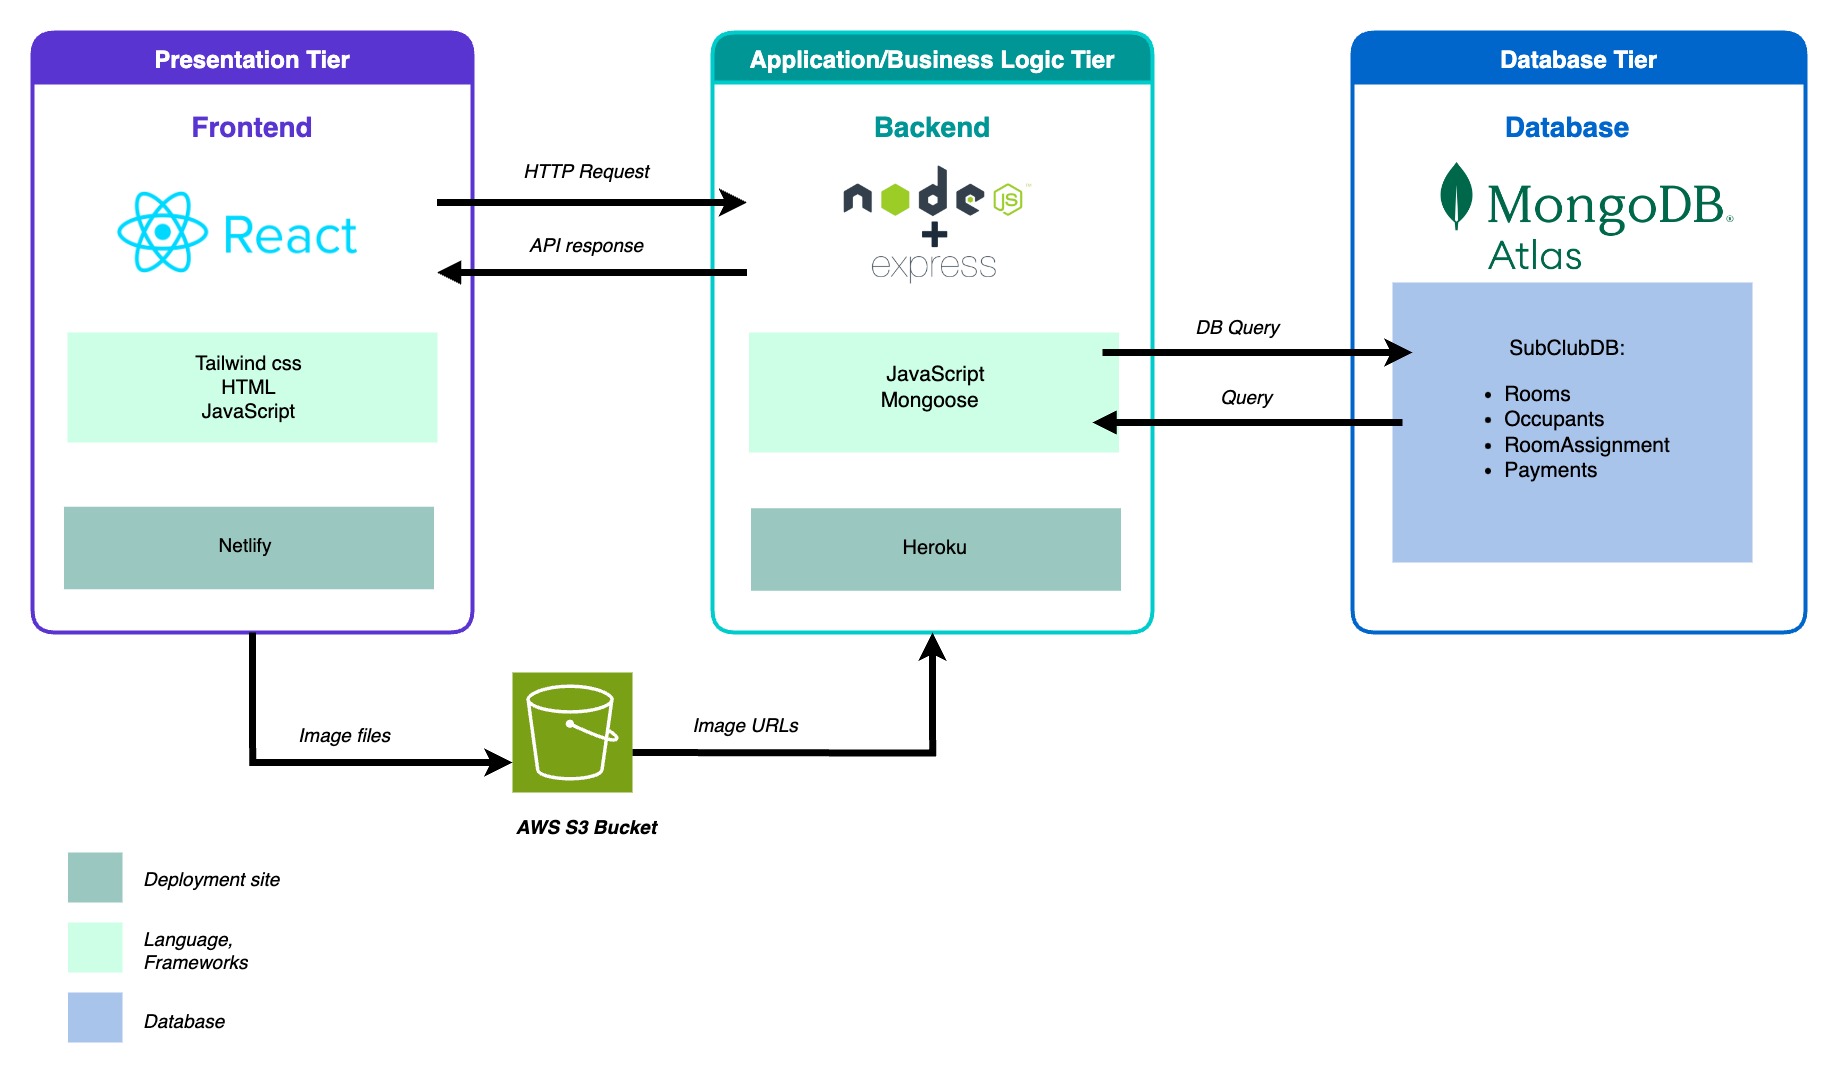 Presentation Tier
Frontend
React
Tailwind css
HTML
JavaScript
Netlify
HTTP Request
API response
Application/Business Logic Tier
Backend
node JS™
+
express
JavaScript
Mongoose
Heroku
DB Query
Query
Database Tier
Database
MongoDB®
Atlas
SubClubDB:
• Rooms
• Occupants
• RoomAssignment
• Payments
Image files
Image URLs
AWS S3 Bucket
Deployment site
Language,
Frameworks
Database